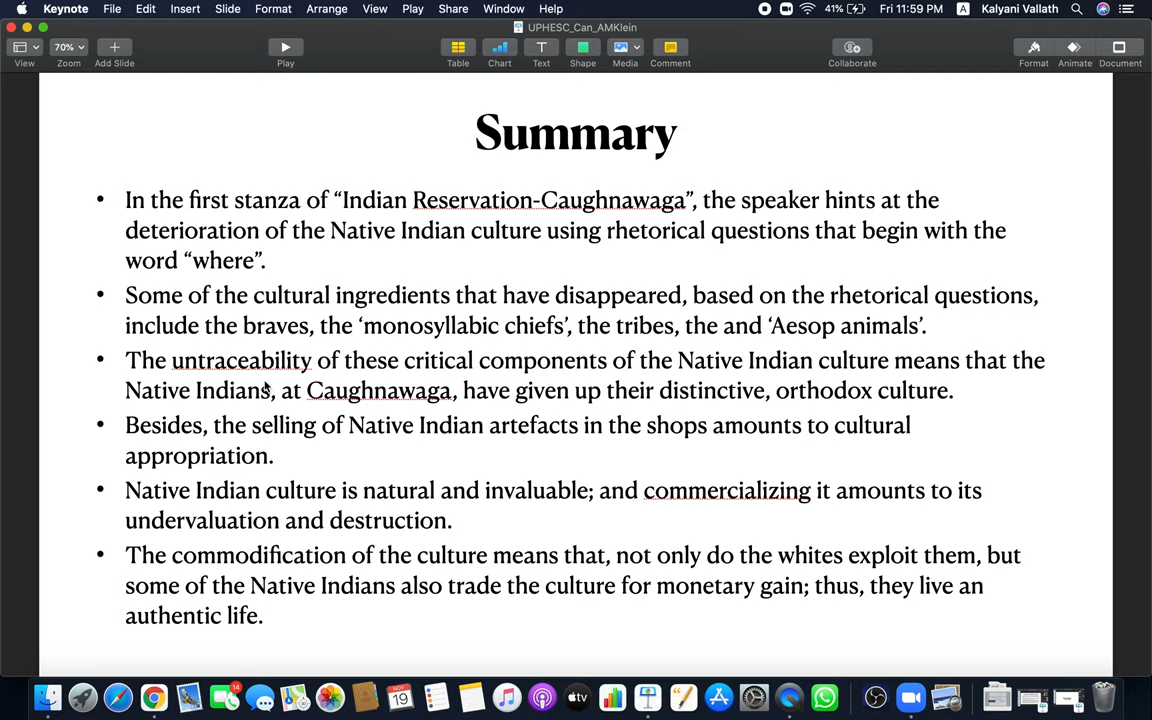 Keynote File Edit Insert Slide Format Arrange View Play Share Window Help 41% Fri 11:59 PM A Kalyani Vallath
UPHESC_Can_AMKlein
70%
View Zoom Add Slide Play Table Chart Text Shape Media Comment Collaborate Format Animate Document
Summary
• In the first stanza of “Indian Reservation-Caughnawaga”, the speaker hints at the
deterioration of the Native Indian culture using rhetorical questions that begin with the
word “where”.
• Some of the cultural ingredients that have disappeared, based on the rhetorical questions,
include the braves, the ‘monosyllabic chiefs’, the tribes, the and ‘Aesop animals’.
• The untraceability of these critical components of the Native Indian culture means that the
Native Indians, at Caughnawaga, have given up their distinctive, orthodox culture.
• Besides, the selling of Native Indian artefacts in the shops amounts to cultural
appropriation.
• Native Indian culture is natural and invaluable; and commercializing it amounts to its
undervaluation and destruction.
• The commodification of the culture means that, not only do the whites exploit them, but
some of the Native Indians also trade the culture for monetary gain; thus, they live an
authentic life.
14
NOV
19
tv